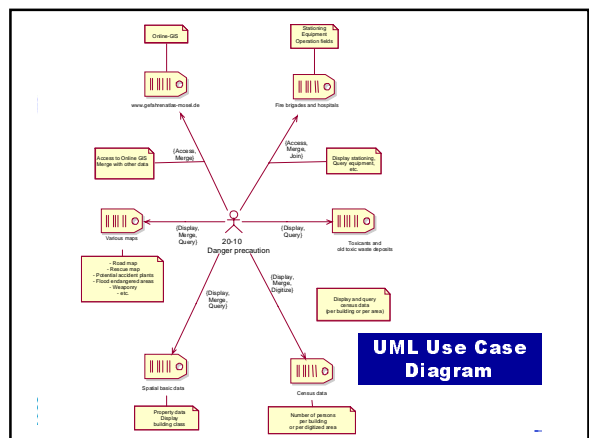 Online-GIS
Stationing
Equipment
Operation fields
www.gefahrenatlas-mosel.de
Fire brigades and hospitals
{Access,
Merge}
{Access,
Merge,
Join}
Access to Online GIS
Merge with other data
Display stationing,
Query equipment,
etc.
{Display,
Merge,
Query}
{Display,
Query}
Various maps
20-10
Danger precaution
Toxicants and
old toxic waste deposits
- Road map
- Rescue map
- Potential accident plants
- Flood endangered areas
- Weaponry
- etc.
{Display,
Merge,
Query}
{Display,
Merge,
Digitize}
Display and query
census data
(per building or per area)
UML Use Case
Diagram
Spatial basic data
Census data
Property data
Display
building class
Number of persons
per building
or per digitized area